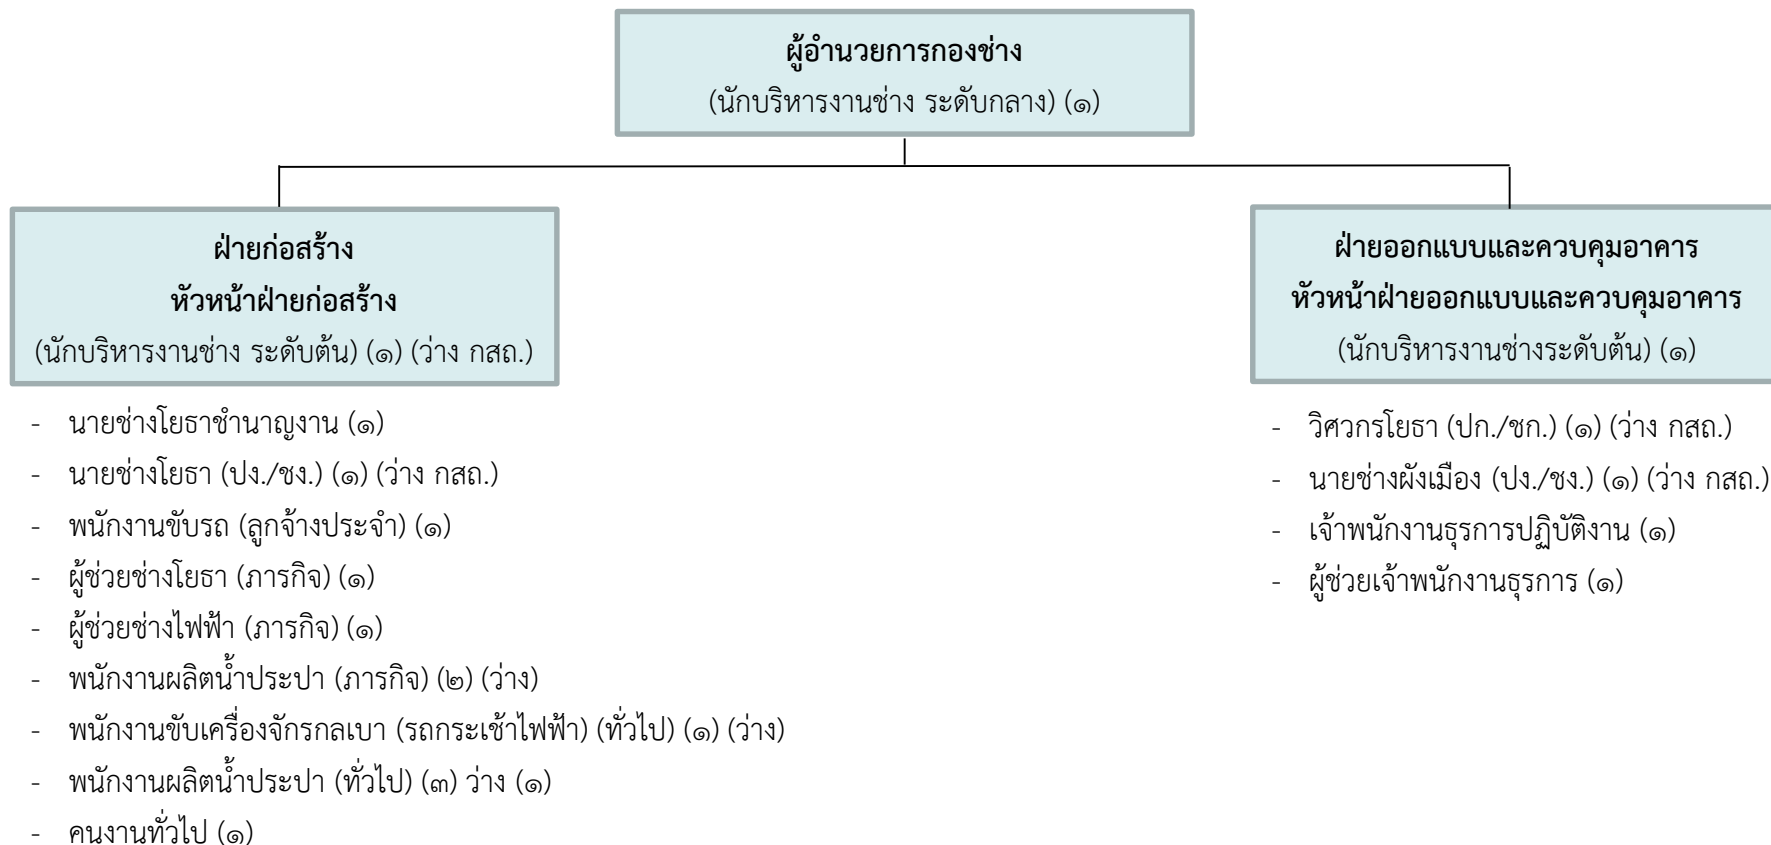 ผู้อำนวยการกองช่าง
(นักบริหารงานช่าง ระดับกลาง) (๑)
ฝ่ายก่อสร้าง
หัวหน้าฝ่ายก่อสร้าง
(นักบริหารงานช่าง ระดับต้น) (๑) (ว่าง กสถ.)
- นายช่างโยธาชำนาญงาน (๑)
- นายช่างโยธา (ปง./ชง.) (๑) (ว่าง กสถ.)
- พนักงานขับรถ (ลูกจ้างประจำ) (๑)
- ผู้ช่วยช่างโยธา (ภารกิจ) (๑)
- ผู้ช่วยช่างไฟฟ้า (ภารกิจ) (๑)
- พนักงานผลิตน้ำประปา (ภารกิจ) (๒) (ว่าง)
- พนักงานขับเครื่องจักรกลเบา (รถกระเช้าไฟฟ้า) (ทั่วไป) (๑) (ว่าง)
- พนักงานผลิตน้ำประปา (ทั่วไป) (๓) ว่าง (๑)
- คนงานทั่วไป (๑)
ฝ่ายออกแบบและควบคุมอาคาร
หัวหน้าฝ่ายออกแบบและควบคุมอาคาร
(นักบริหารงานช่างระดับต้น) (๑)
- วิศวกรโยธา (ปก./ชก.) (๑) (ว่าง กสถ.)
- นายช่างผังเมือง (ปง./ชง.) (๑) (ว่าง กสถ.)
- เจ้าพนักงานธุรการปฏิบัติงาน (๑)
- ผู้ช่วยเจ้าพนักงานธุรการ (๑)